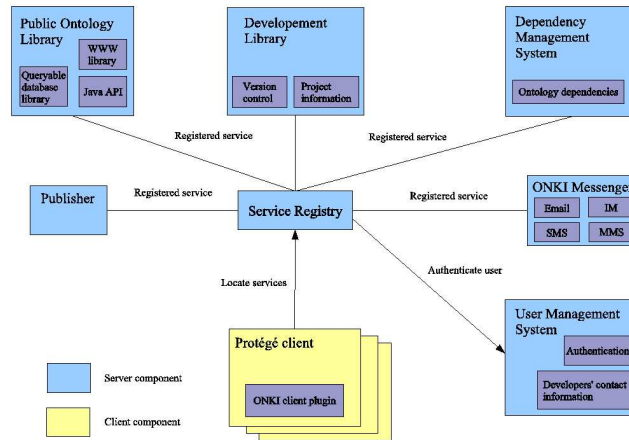 Public Ontology
Library
WWW
library
Queryable
database
library
Java API
Developement Library
Version
control
Project
information
Dependency
Management
System
Ontology dependencies
Registered service
Registered service
Registered service
Registered service
Publisher
Service Registry
ONKI Messenger
Email
IM
SMS
MMS
Locate services
Authenticate user
User Management
System
Authentication
Developers' contact
information
Protégé client
ONKI client plugin
Server component
Client component